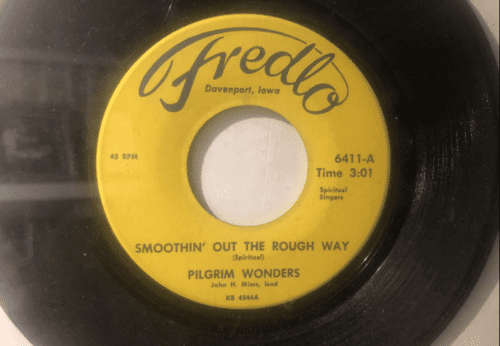 Fredlo
Davenport, Iowa
45 RPM
6411-A
Time 3:01
Spiritual
Singers
SMOOTHIN' OUT THE ROUGH WAY
(Spiritual)
PILGRIM WONDERS
John H. Mims, lead
KB 4544A